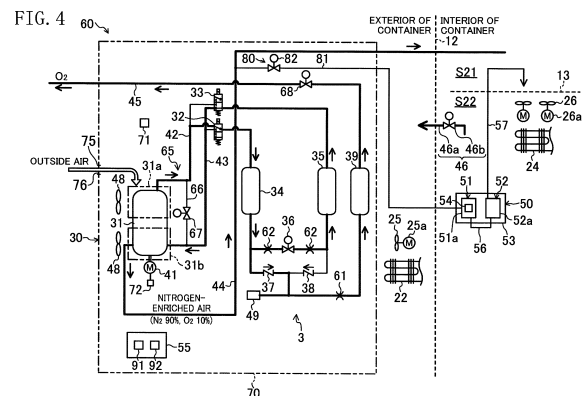 FIG. 4
EXTERIOR OF CONTAINER
INTERIOR OF CONTAINER
12
60
82
80
81
S21
S22
13
O2
45
33
68
32
42
43
71
65
75
OUTSIDE AIR
76
31a
66
67
48
31
30
48
31b
M
41
72
44
34
35
39
36
62
62
37
38
61
49
3
NITROGEN-ENRICHED AIR
(N2 90%, O2 10%)
55
91
92
70
26
26a
M
M
57
24
46a
46b
46
51
52
50
54
51a
52a
53
56
25
25a
M
22